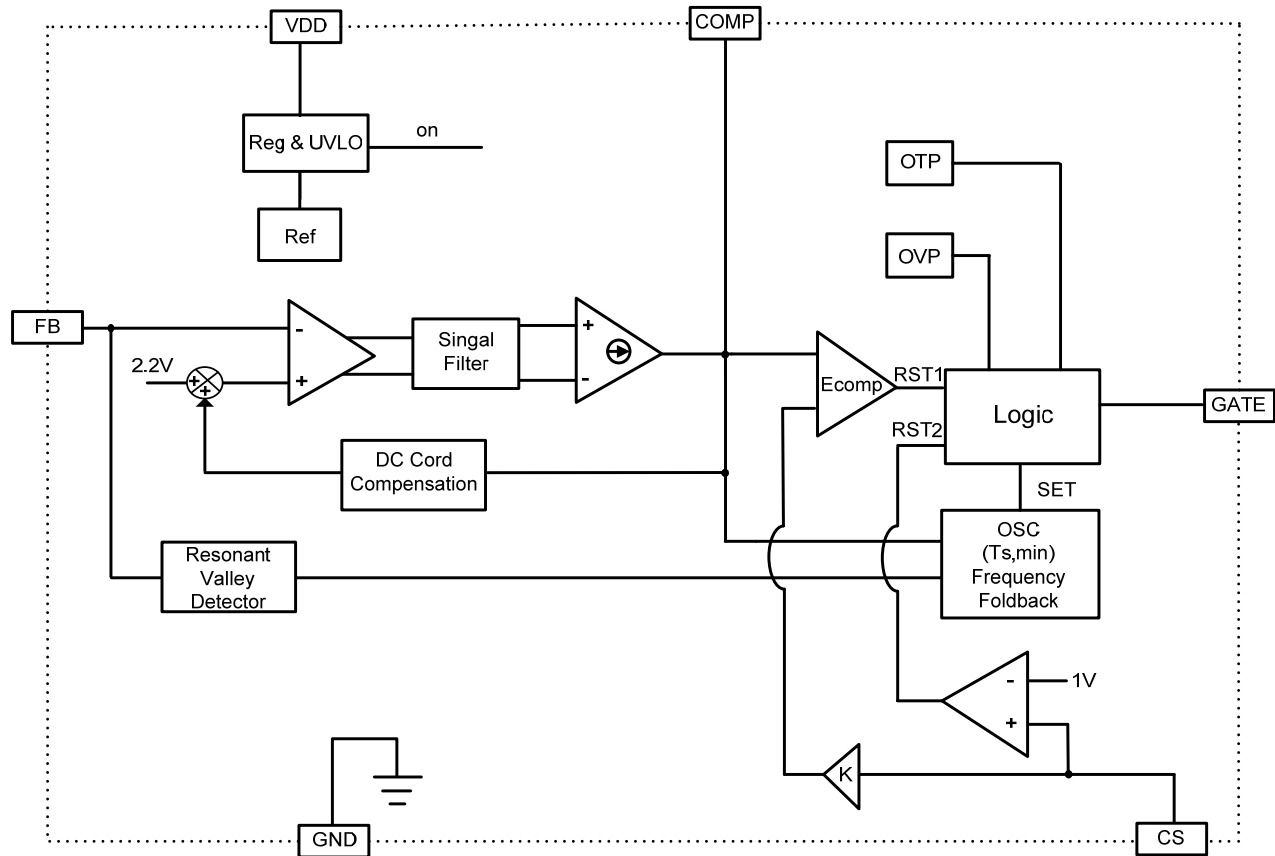 VDD
COMP
Reg & UVLO
on
Ref
OTP
OVP
FB
-
+
2.2V
+
+
Singal
Filter
+
-
Ecomp
RST1
RST2
Logic
GATE
DC Cord
Compensation
SET
Resonant
Valley
Detector
OSC
(Ts,min)
Frequency
Foldback
-
1V
+
K
GND
CS